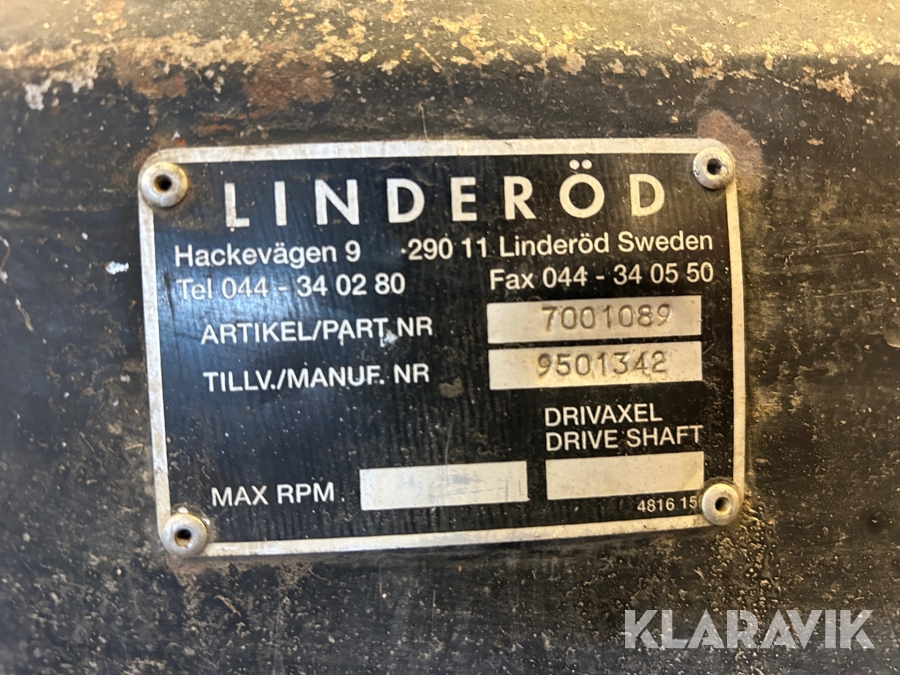 LINDERÖD
Hackevägen 9 ·290 11 Linderöd Sweden
Tel 044 - 34 02 80 Fax 044 - 34 05 50
ARTIKEL/PART. NR 7001089
TILLV./MANUF. NR 9501342
DRIVAXEL
DRIVE SHAFT
MAX RPM
4816 15
KLARAVIK